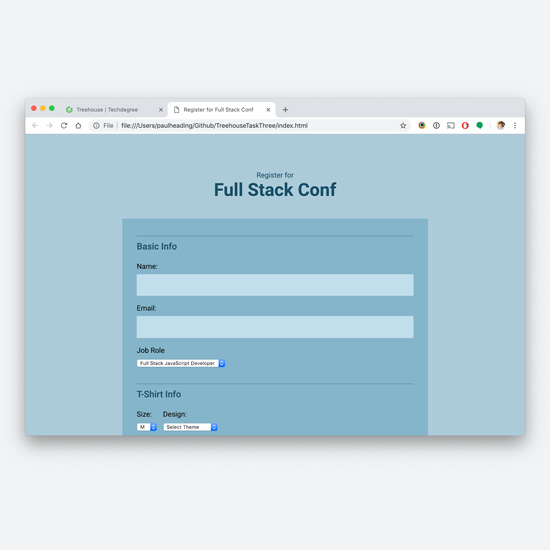 Treehouse | Techdegree
Register for Full Stack Conf
File
file:///Users/paulheading/Github/TreehouseTaskThree/index.html
Register for
Full Stack Conf
Basic Info
Name:
Email:
Job Role
Full Stack JavaScript Developer
T-Shirt Info
Size: Design:
M Select Theme